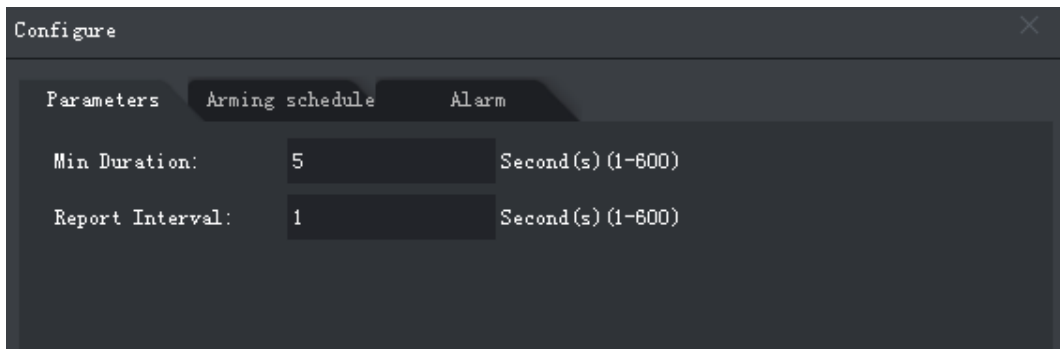 Configure
Parameters Arming schedule Alarm
Min Duration: 5 Second(s)(1-600)
Report Interval: 1 Second(s)(1-600)